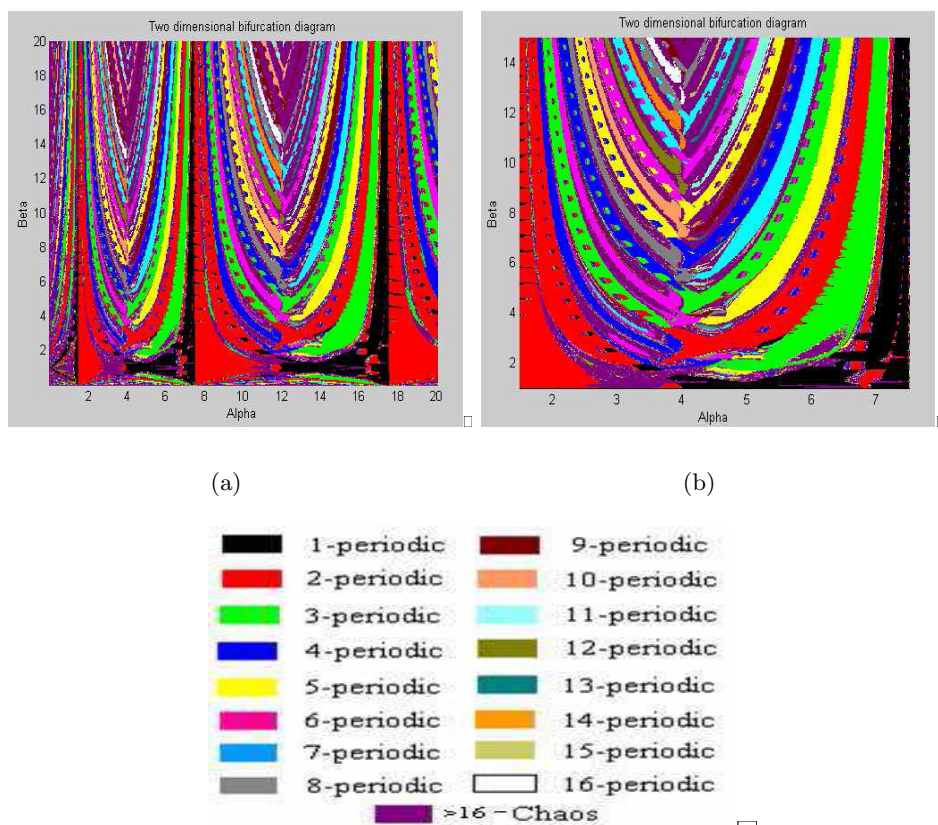 Two dimensional bifurcation diagram
20
18
16
14
12
10
8
6
4
2
Beta
2 4 6 8 10 12 14 16 18 20
Alpha
Two dimensional bifurcation diagram
14
12
10
8
6
4
2
Beta
2 3 4 5 6 7
Alpha
(a)
(b)
1-periodic
2-periodic
3-periodic
4-periodic
5-periodic
6-periodic
7-periodic
8-periodic
9-periodic
10-periodic
11-periodic
12-periodic
13-periodic
14-periodic
15-periodic
16-periodic
>16 - Chaos